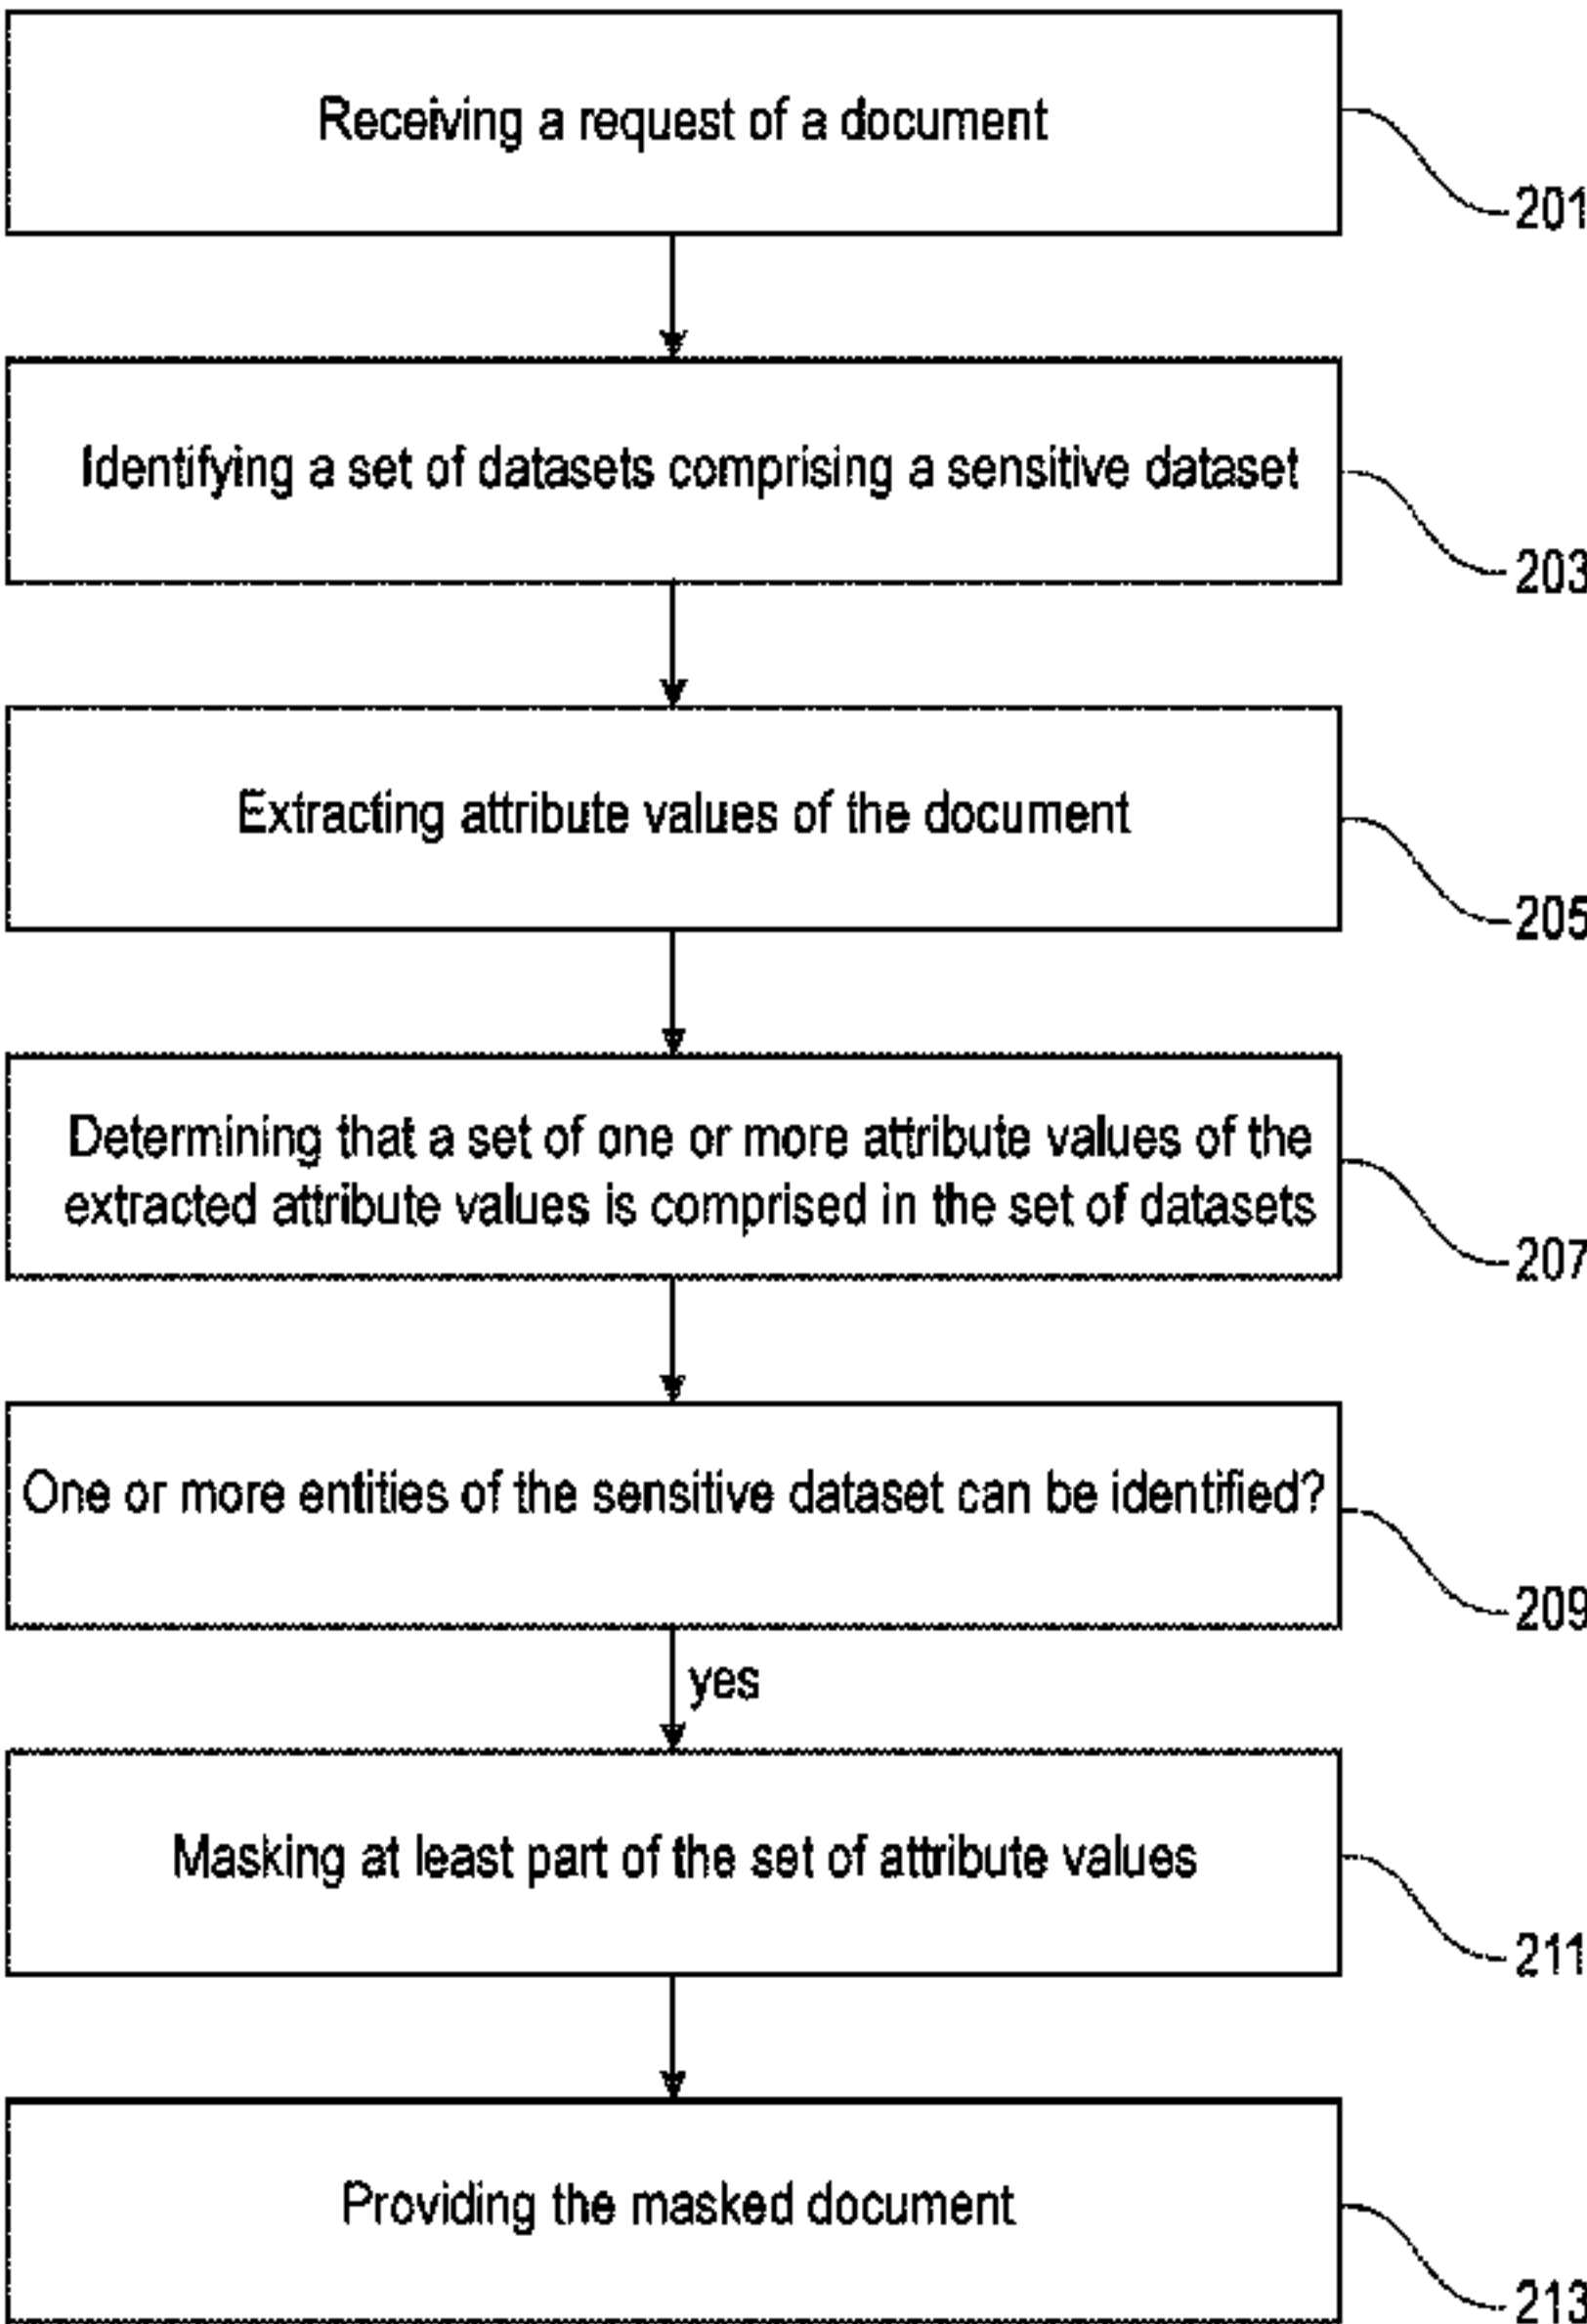 Receiving a request of a document
201
Identifying a set of datasets comprising a sensitive dataset
203
Extracting attribute values of the document
205
Determining that a set of one or more attribute values of the
extracted attribute values is comprised in the set of datasets
207
One or more entities of the sensitive dataset can be identified?
209
yes
Masking at least part of the set of attribute values
211
Providing the masked document
213